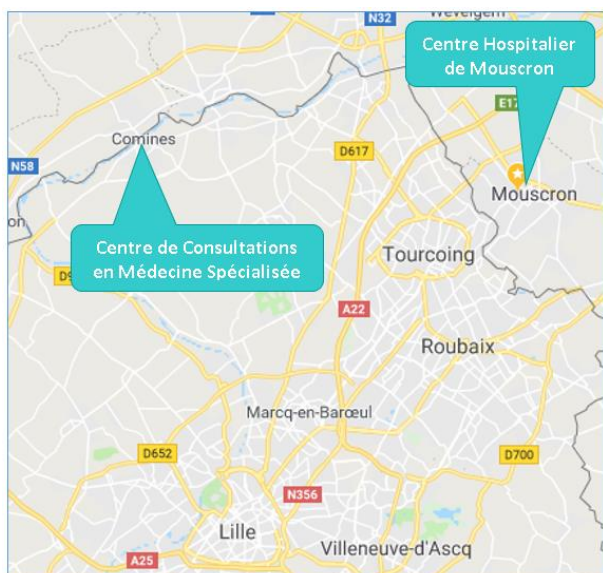 Wevelgem
N32
Centre Hospitalier
de Mouscron
E17
Comines
D617
N58
Mouscron
Centre de Consultations
en Médecine Spécialisée
Tourcoing
A22
Roubaix
Marcq-en-Barœul
D652
D700
N356
Lille
Villeneuve-d'Ascq
A25